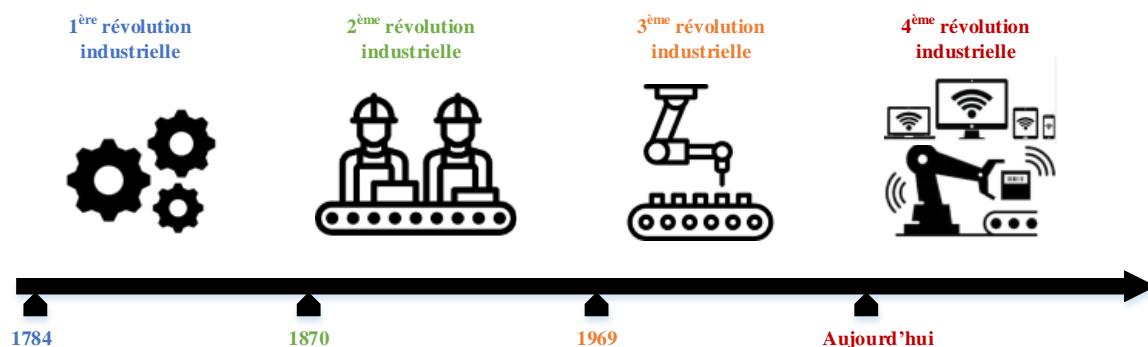 1ère révolution
industrielle
2ème révolution
industrielle
3ème révolution
industrielle
4ème révolution
industrielle
1784
1870
1969
Aujourd’hui